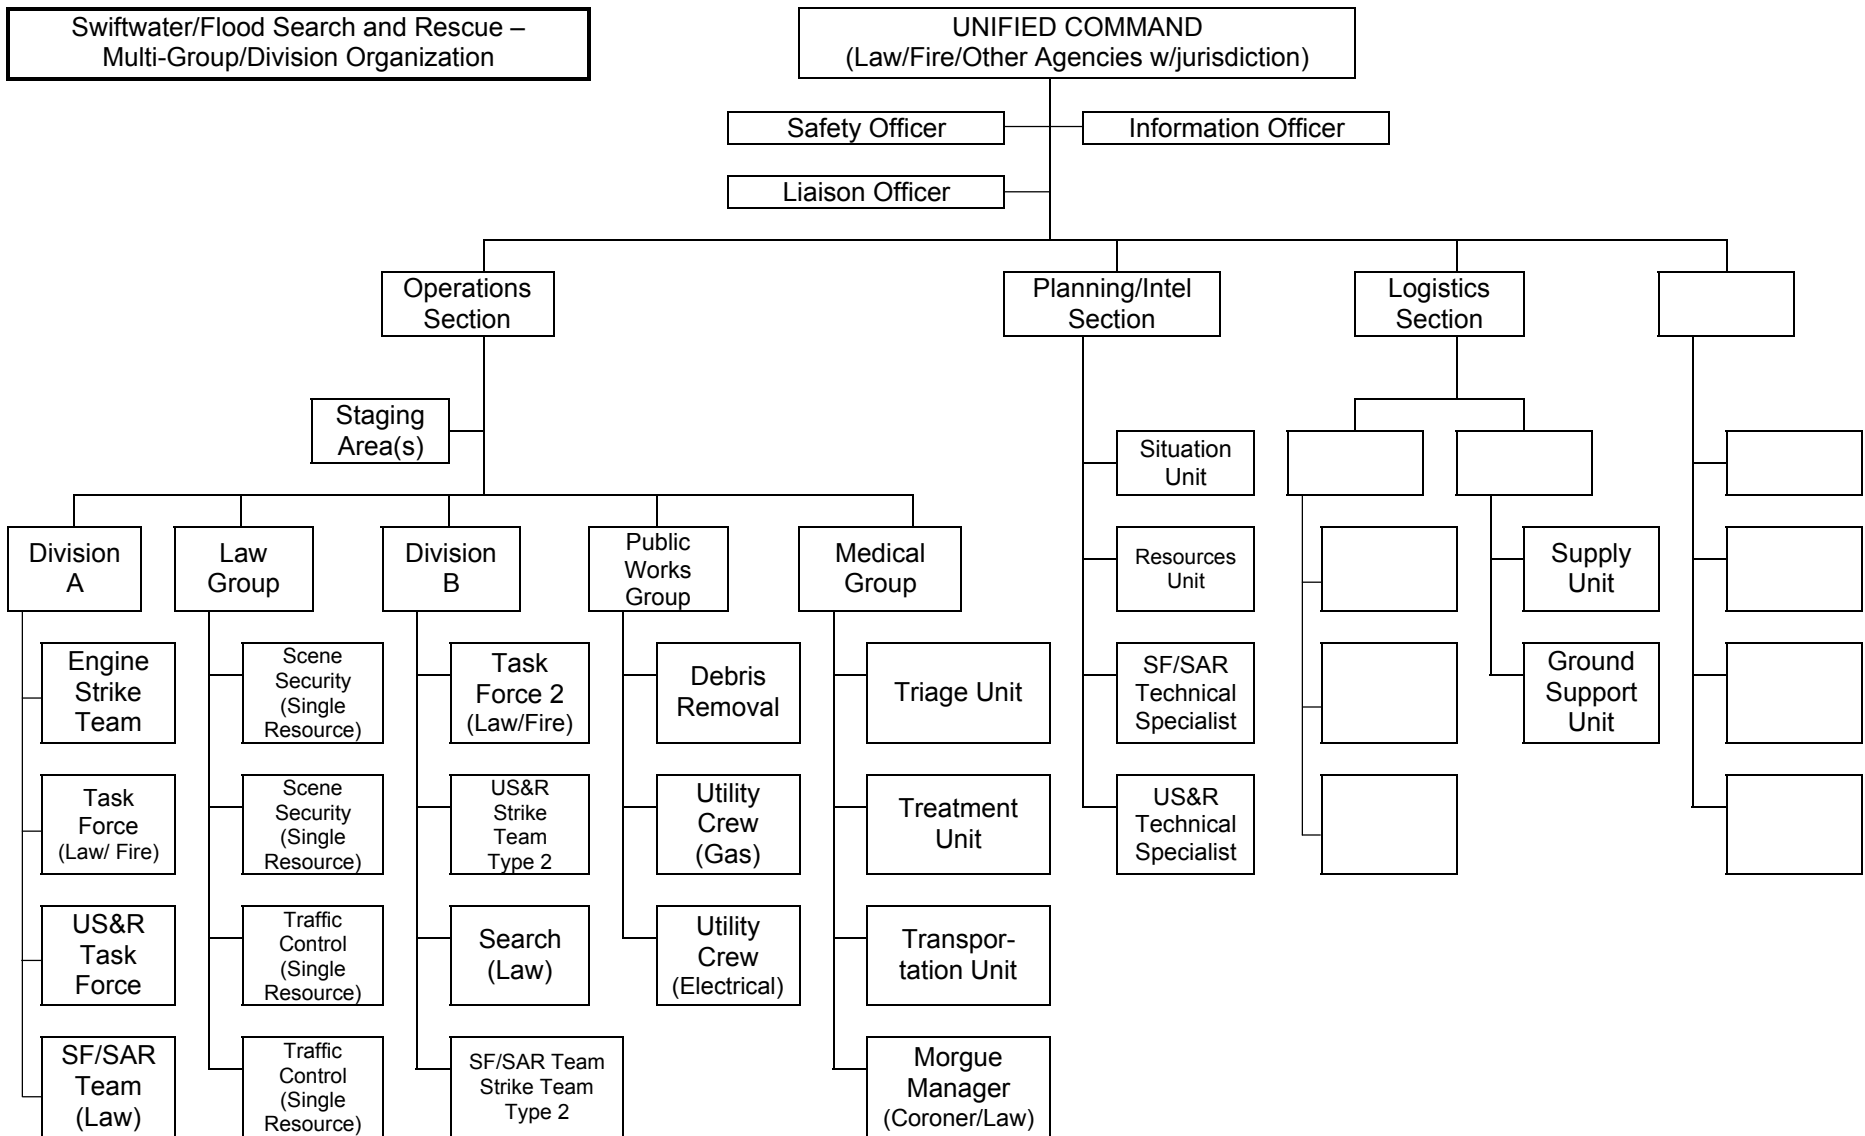 Swiftwater/Flood Search and Rescue –
Multi-Group/Division Organization
UNIFIED COMMAND
(Law/Fire/Other Agencies w/jurisdiction)
Safety Officer
Information Officer
Liaison Officer
Operations
Section
Planning/Intel
Section
Logistics
Section
Staging
Area(s)
Situation
Unit
Division
A
Law
Group
Division
B
Public
Works
Group
Medical
Group
Resources
Unit
Supply
Unit
Engine
Strike
Team
Scene
Security
(Single
Resource)
Task
Force 2
(Law/Fire)
Debris
Removal
Triage Unit
SF/SAR
Technical
Specialist
Ground
Support
Unit
Task
Force
(Law/ Fire)
Scene
Security
(Single
Resource)
US&R
Strike
Team
Type 2
Utility
Crew
(Gas)
Treatment
Unit
US&R
Technical
Specialist
US&R
Task
Force
Traffic
Control
(Single
Resource)
Search
(Law)
Utility
Crew
(Electrical)
Transpor-
tation Unit
SF/SAR
Team
(Law)
Traffic
Control
(Single
Resource)
SF/SAR Team
Strike Team
Type 2
Morgue
Manager
(Coroner/Law)